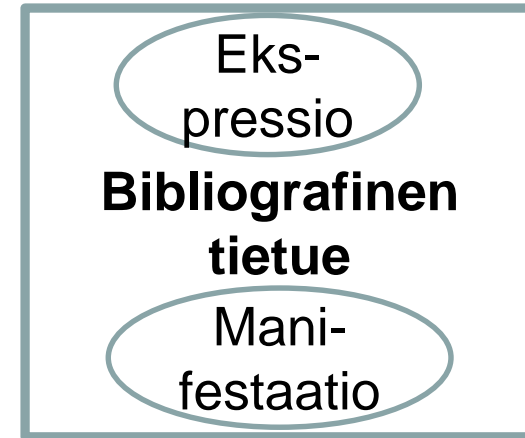 Eks-
pressio
Bibliografinen
tietue
Mani-
festaatio